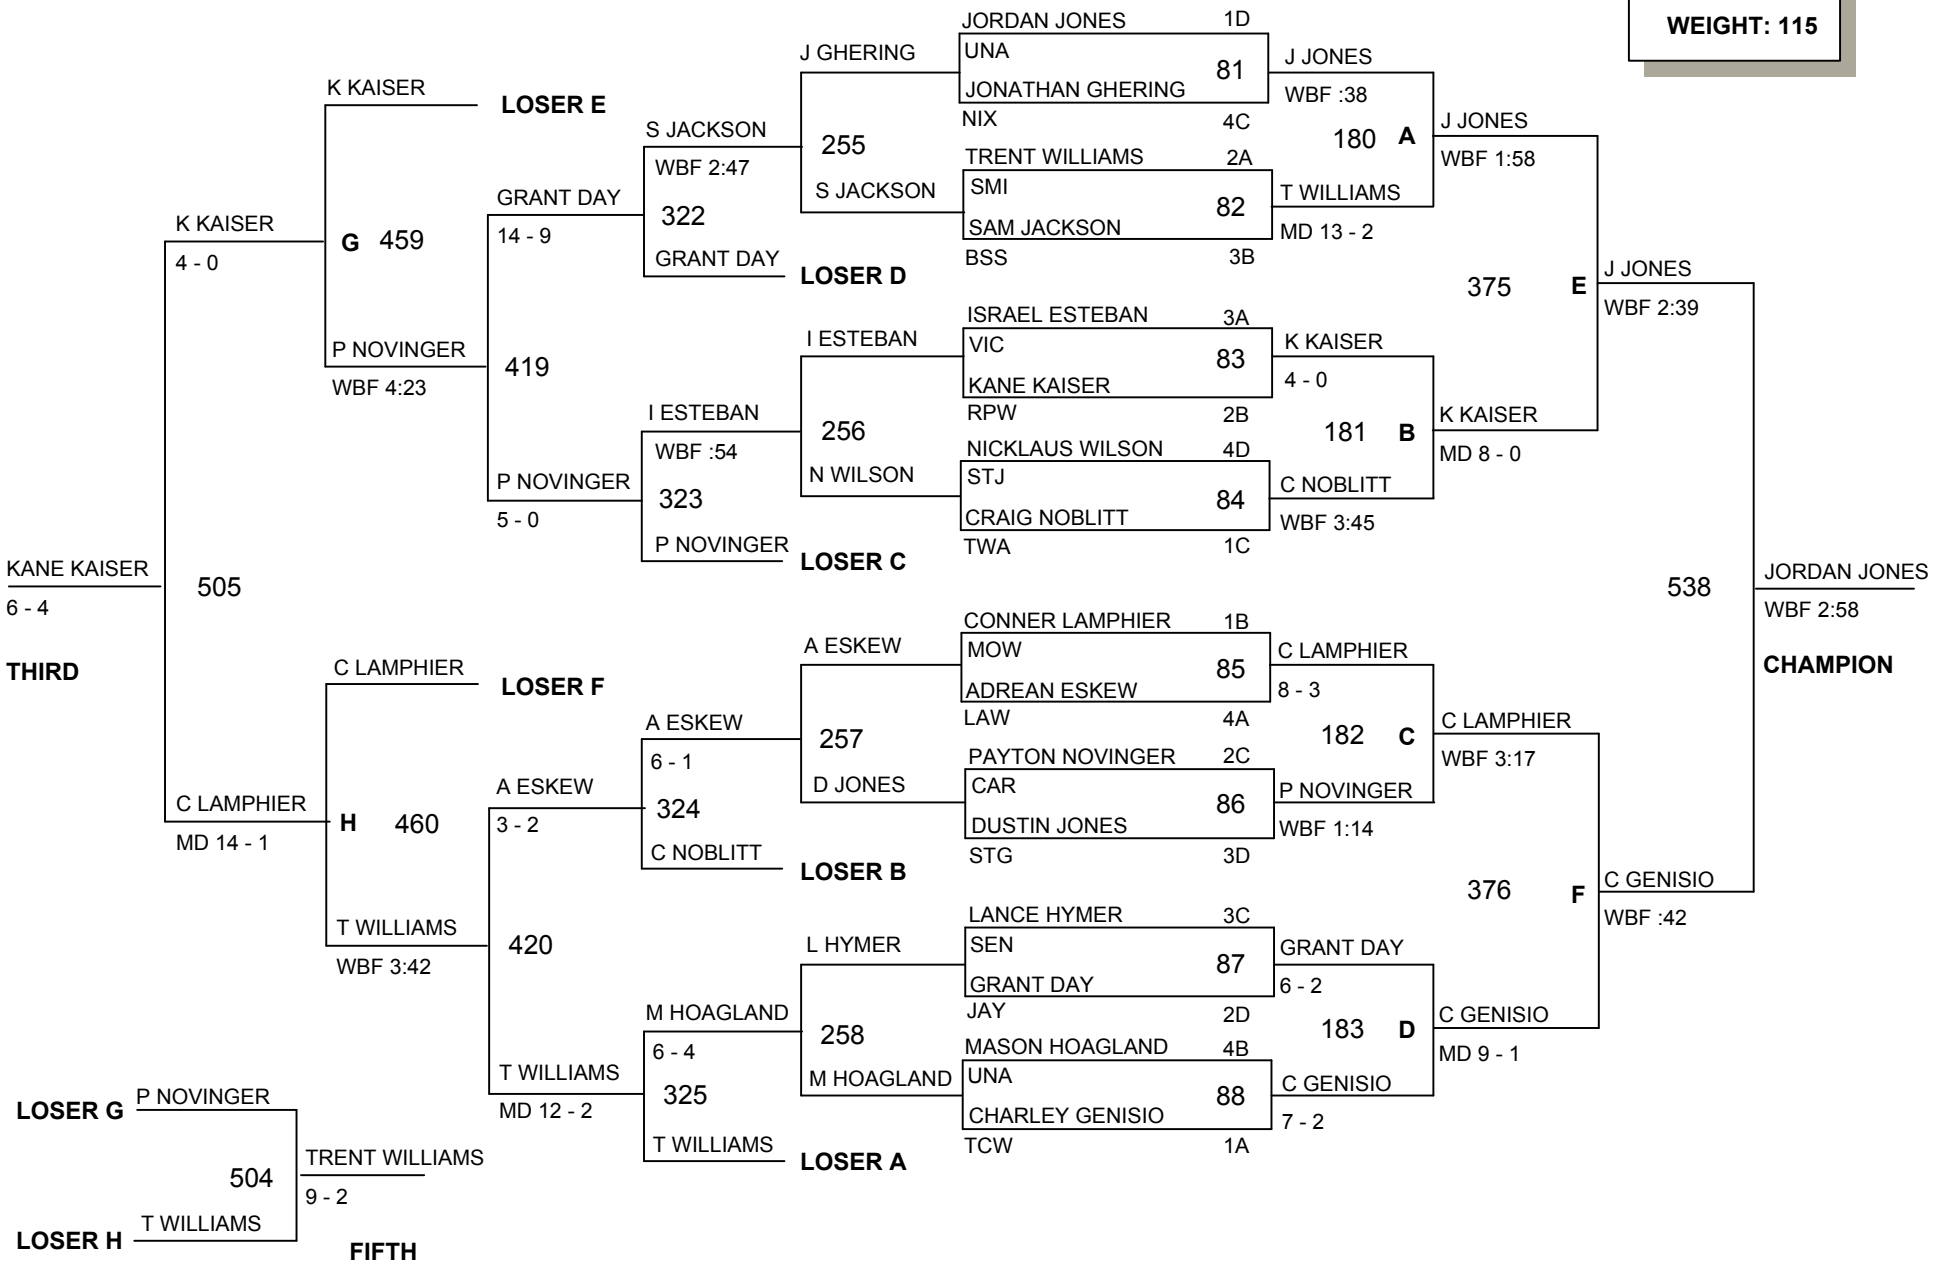 WEIGHT: 115
JORDAN JONES 1D
UNA
81
JONATHAN GHERING
NIX 4C
TRENT WILLIAMS 2A
SMI
82
SAM JACKSON
BSS 3B
ISRAEL ESTEBAN 3A
VIC
83
KANE KAISER
RPW 2B
NICKLAUS WILSON 4D
STJ
84
CRAIG NOBLITT
TWA 1C
CONNER LAMPHIER 1B
MOW
85
ADREAN ESKEW
LAW 4A
PAYTON NOVINGER 2C
CAR
86
DUSTIN JONES
STG 3D
LANCE HYMER 3C
SEN
87
GRANT DAY
JAY 2D
MASON HOAGLAND 4B
UNA
88
CHARLEY GENISIO
TCW 1A
J JONES
WBF :38
180 A
T WILLIAMS
MD 13 - 2
K KAISER
4 - 0
181 B
C NOBLITT
WBF 3:45
C LAMPHIER
8 - 3
182 C
P NOVINGER
WBF 1:14
GRANT DAY
6 - 2
183 D
C GENISIO
7 - 2
J JONES
WBF 1:58
375 E
K KAISER
MD 8 - 0
C LAMPHIER
WBF 3:17
376 F
C GENISIO
MD 9 - 1
J JONES
WBF 2:39
538
C GENISIO
WBF :42
JORDAN JONES
WBF 2:58
CHAMPION
J GHERING
255
S JACKSON
I ESTEBAN
256
N WILSON
A ESKEW
257
D JONES
L HYMER
258
M HOAGLAND
S JACKSON
WBF 2:47
322
GRANT DAY
LOSER D
I ESTEBAN
WBF :54
323
P NOVINGER
LOSER C
A ESKEW
6 - 1
324
C NOBLITT
LOSER B
M HOAGLAND
6 - 4
325
T WILLIAMS
LOSER A
GRANT DAY
14 - 9
419
P NOVINGER
5 - 0
A ESKEW
3 - 2
420
T WILLIAMS
MD 12 - 2
K KAISER
LOSER E
G 459
P NOVINGER
WBF 4:23
C LAMPHIER
LOSER F
H 460
T WILLIAMS
WBF 3:42
K KAISER
4 - 0
505
C LAMPHIER
MD 14 - 1
KANE KAISER
6 - 4
THIRD
LOSER G P NOVINGER
504
LOSER H T WILLIAMS
TRENT WILLIAMS
9 - 2
FIFTH